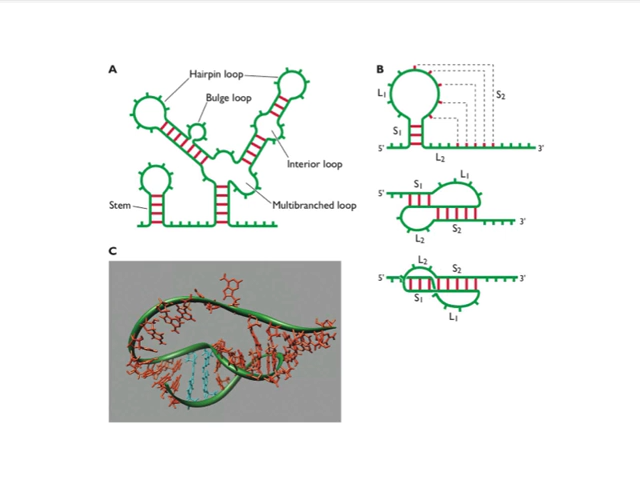 A
Hairpin loop
Bulge loop
Interior loop
Stem
Multibranched loop
B
L1
S2
S1
5'
3'
L2
S1
L1
5'
3'
L2
S2
L2
S2
5'
3'
S1
L1
C